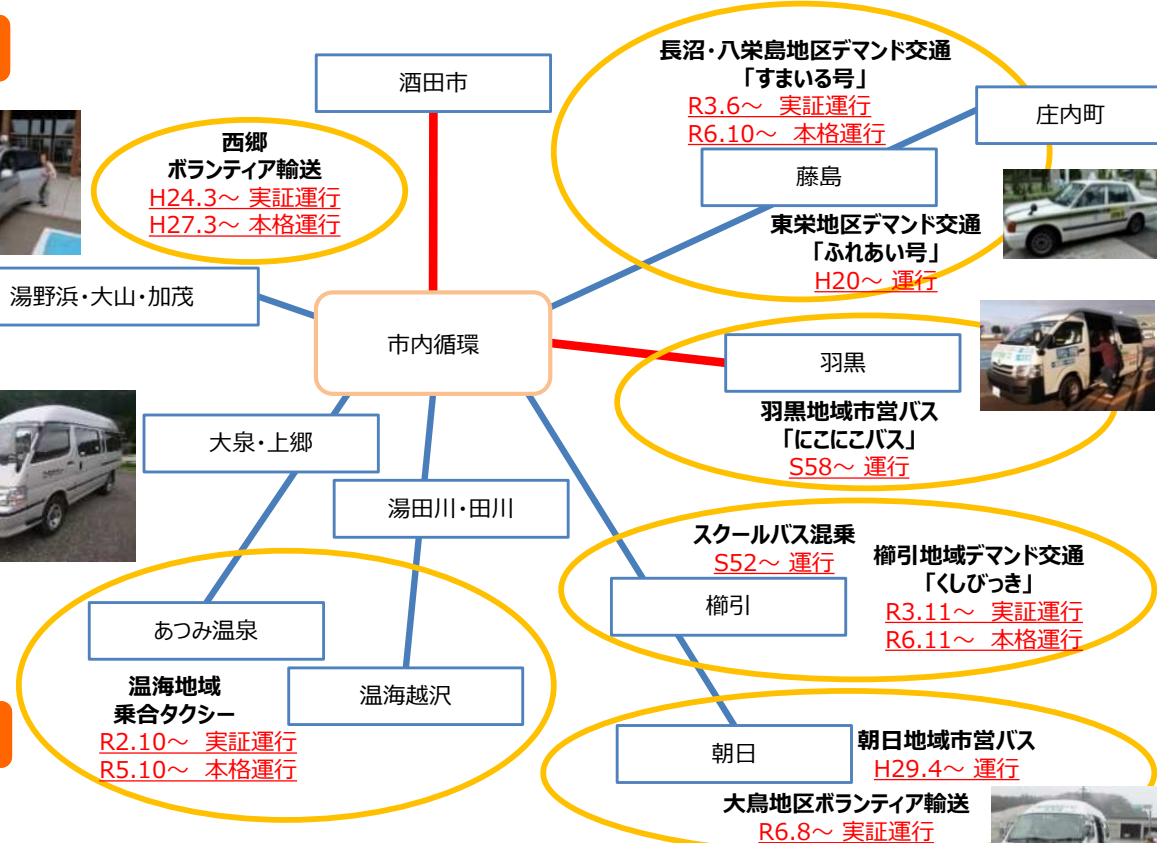 長沼・八栄島地区デマンド交通
「すまいる号」
R3.6～ 実証運行
R6.10～ 本格運行
酒田市
庄内町
西郷
ボランティア輸送
H24.3～ 実証運行
H27.3～ 本格運行
藤島
東栄地区デマンド交通
「ふれあい号」
H20～ 運行
湯野浜・大山・加茂
市内循環
羽黒
羽黒地域市営バス
「にこにこバス」
S58～ 運行
大泉・上郷
湯田川・田川
スクールバス混乗
S52～ 運行
櫛引地域デマンド交通
「くしびっき」
R3.11～ 実証運行
R6.11～ 本格運行
櫛引
あつみ温泉
温海越沢
温海地域
乗合タクシー
R2.10～ 実証運行
R5.10～ 本格運行
朝日
朝日地域市営バス
H29.4～ 運行
大鳥地区ボランティア輸送
R6.8～ 実証運行